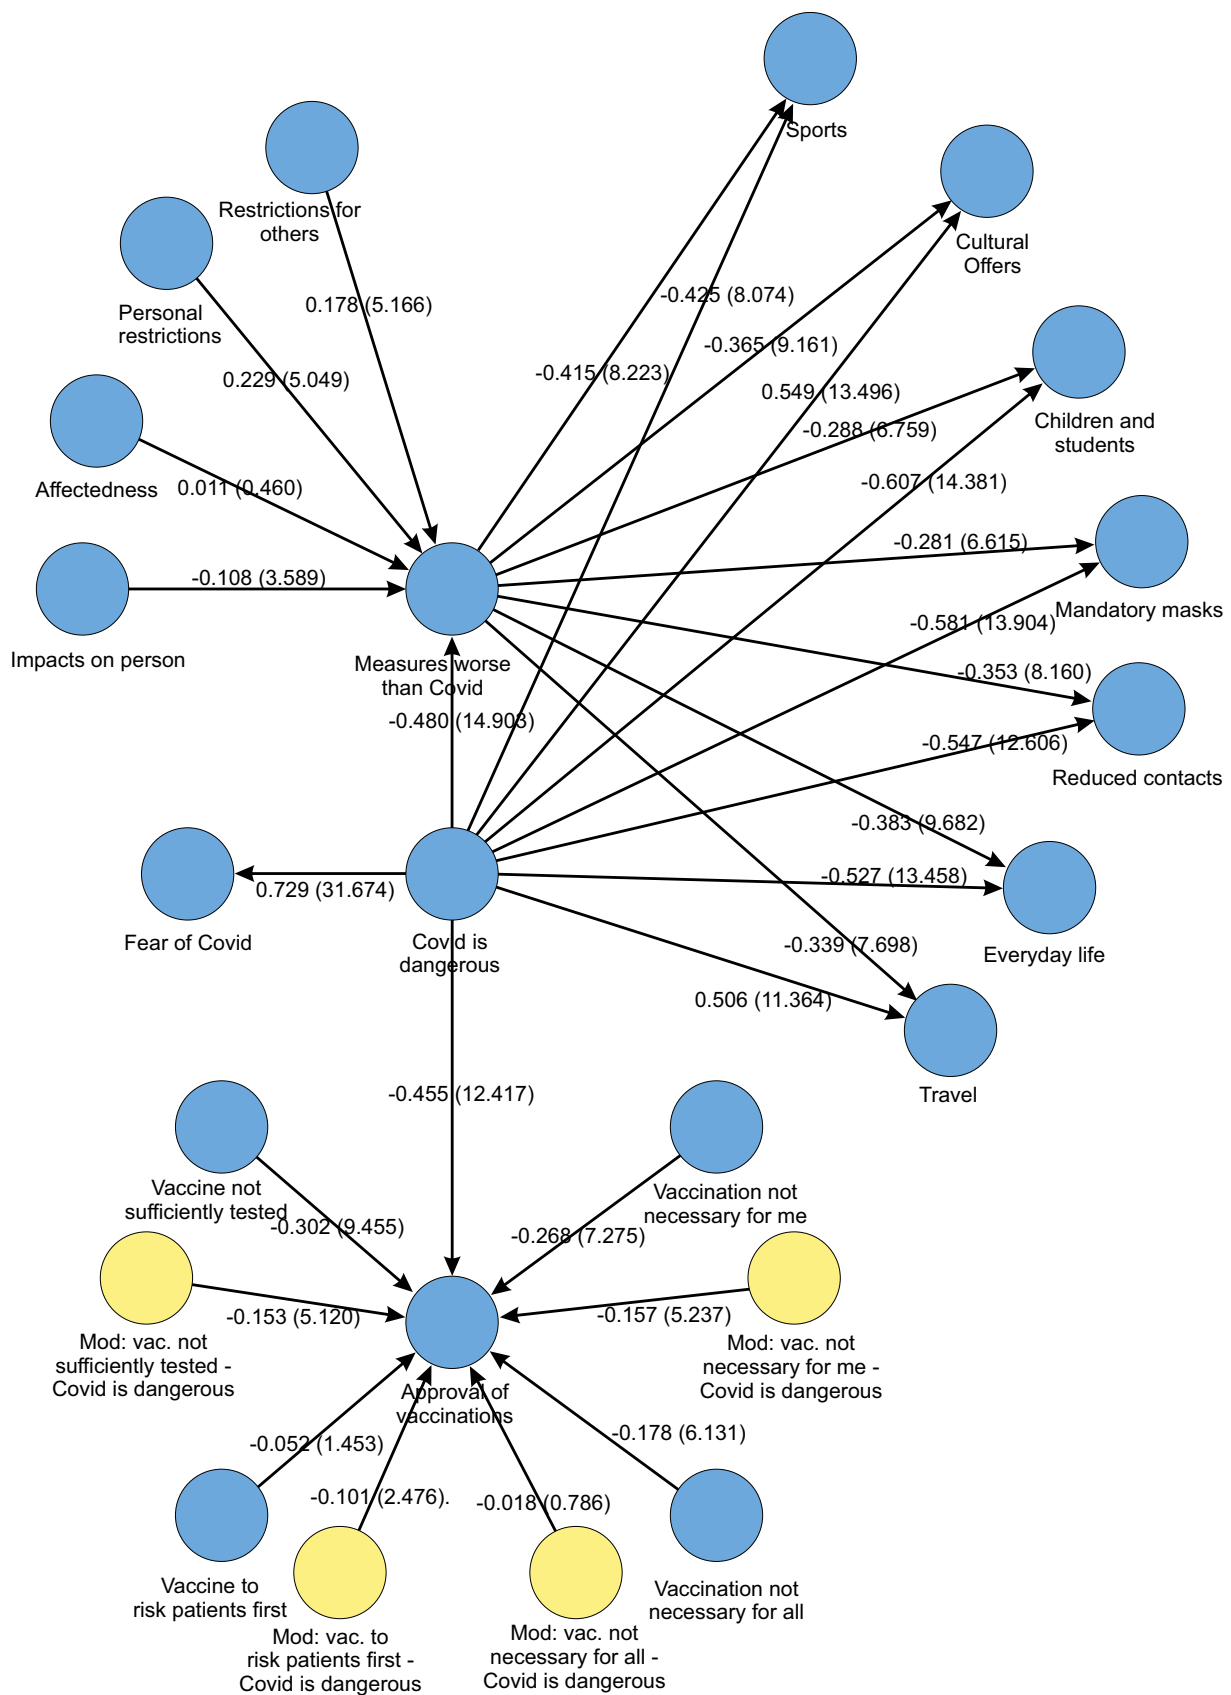 Sports
Restrictions for
others
Cultural
Offers
Personal
restrictions
0.178 (5.166)
-0.425 (8.074)
-0.365 (9.161)
0.229 (5.049)
-0.415 (8.223)
0.549 (13.496)
Children and
students
-0.288 (6.759)
Affectedness
0.011 (0.460)
-0.607 (14.381)
-0.281 (6.615)
-0.108 (3.589)
Mandatory masks
-0.581 (13.904)
Impacts on person
Measures worse
than Covid
-0.353 (8.160)
-0.480 (14.903)
-0.547 (12.606)
Reduced contacts
-0.383 (9.682)
0.729 (31.674)
-0.527 (13.458)
Fear of Covid
Covid is
dangerous
-0.339 (7.698)
Everyday life
0.506 (11.364)
Travel
-0.455 (12.417)
Vaccine not
sufficiently tested
Vaccination not
necessary for me
-0.302 (9.455)
-0.268 (7.275)
-0.153 (5.120)
-0.157 (5.237)
Mod: vac. not
sufficiently tested -
Covid is dangerous
Mod: vac. not
necessary for me -
Covid is dangerous
Approval of
vaccinations
-0.052 (1.453)
-0.178 (6.131)
-0.101 (2.476).
-0.018 (0.786)
Vaccine to
risk patients first
Vaccination not
necessary for all
Mod: vac. to
risk patients first -
Covid is dangerous
Mod: vac. not
necessary for all -
Covid is dangerous